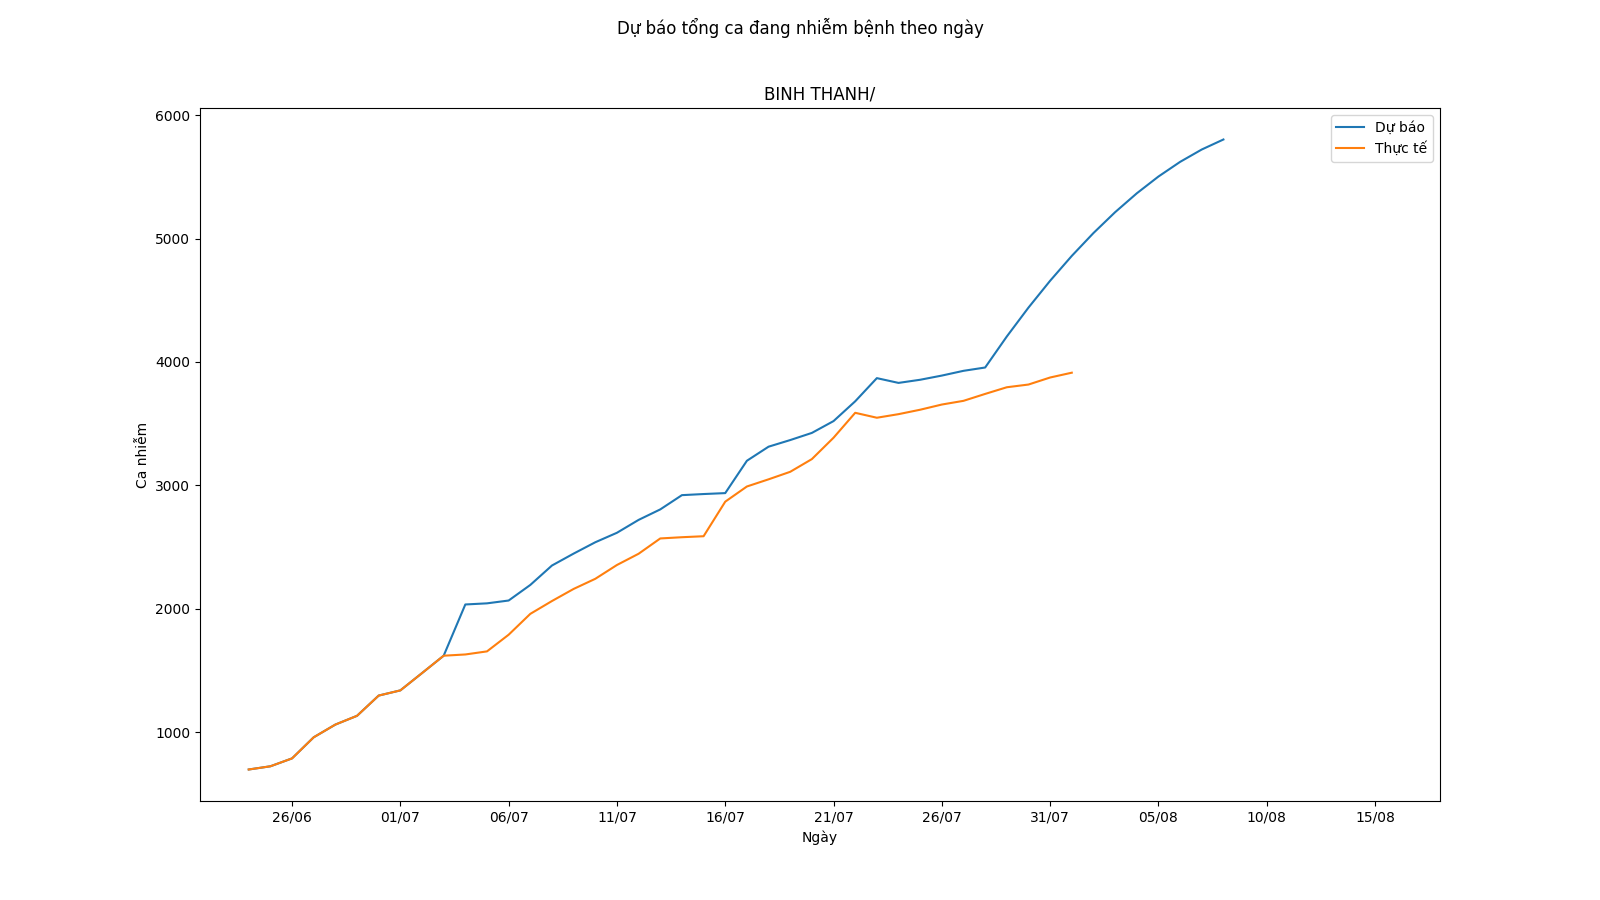 Dự báo tổng ca đang nhiễm bệnh theo ngày
BINH THANH/
Dự báo
Thực tế
6000
5000
4000
3000
2000
1000
Ca nhiễm
26/06 01/07 06/07 11/07 16/07 21/07 26/07 31/07 05/08 10/08 15/08
Ngày